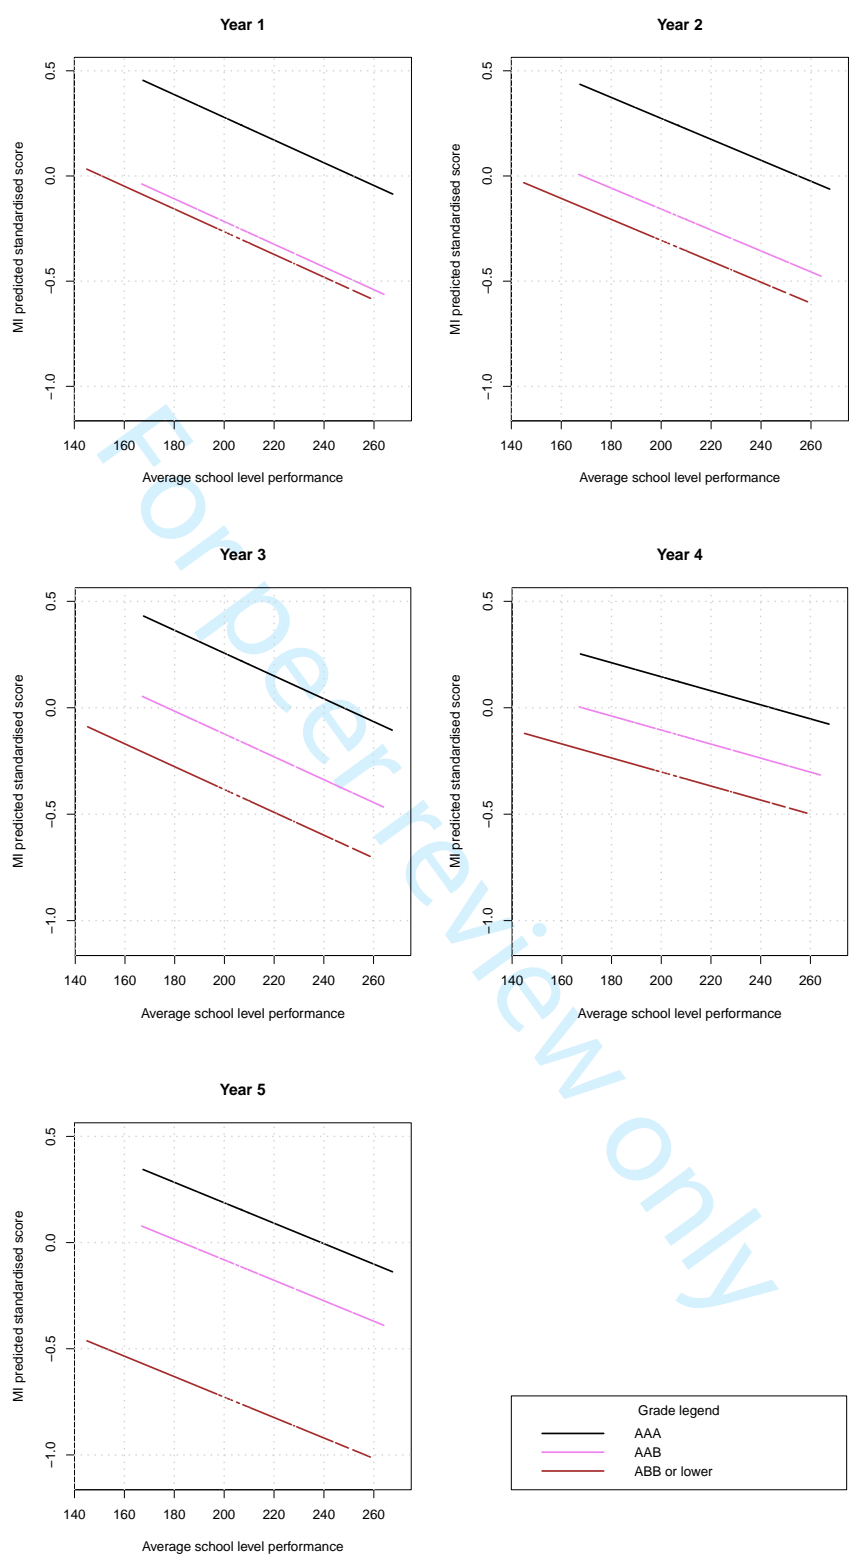 Year 1
MI predicted standardised score
0.5
0.0
−0.5
−1.0
140 160 180 200 220 240 260
Average school level performance
Year 2
MI predicted standardised score
0.5
0.0
−0.5
−1.0
140 160 180 200 220 240 260
Average school level performance
Year 3
MI predicted standardised score
0.5
0.0
−0.5
−1.0
140 160 180 200 220 240 260
Average school level performance
Year 4
MI predicted standardised score
0.5
0.0
−0.5
−1.0
140 160 180 200 220 240 260
Average school level performance
Year 5
MI predicted standardised score
0.5
0.0
−0.5
−1.0
140 160 180 200 220 240 260
Average school level performance
Grade legend
AAA
AAB
ABB or lower
For peer review only